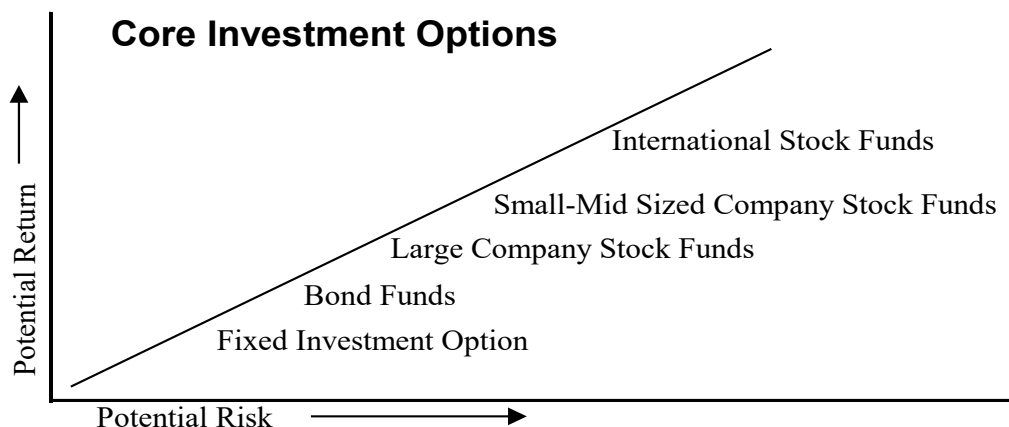 Core Investment Options
Potential Return
International Stock Funds
Small-Mid Sized Company Stock Funds
Large Company Stock Funds
Bond Funds
Fixed Investment Option
Potential Risk